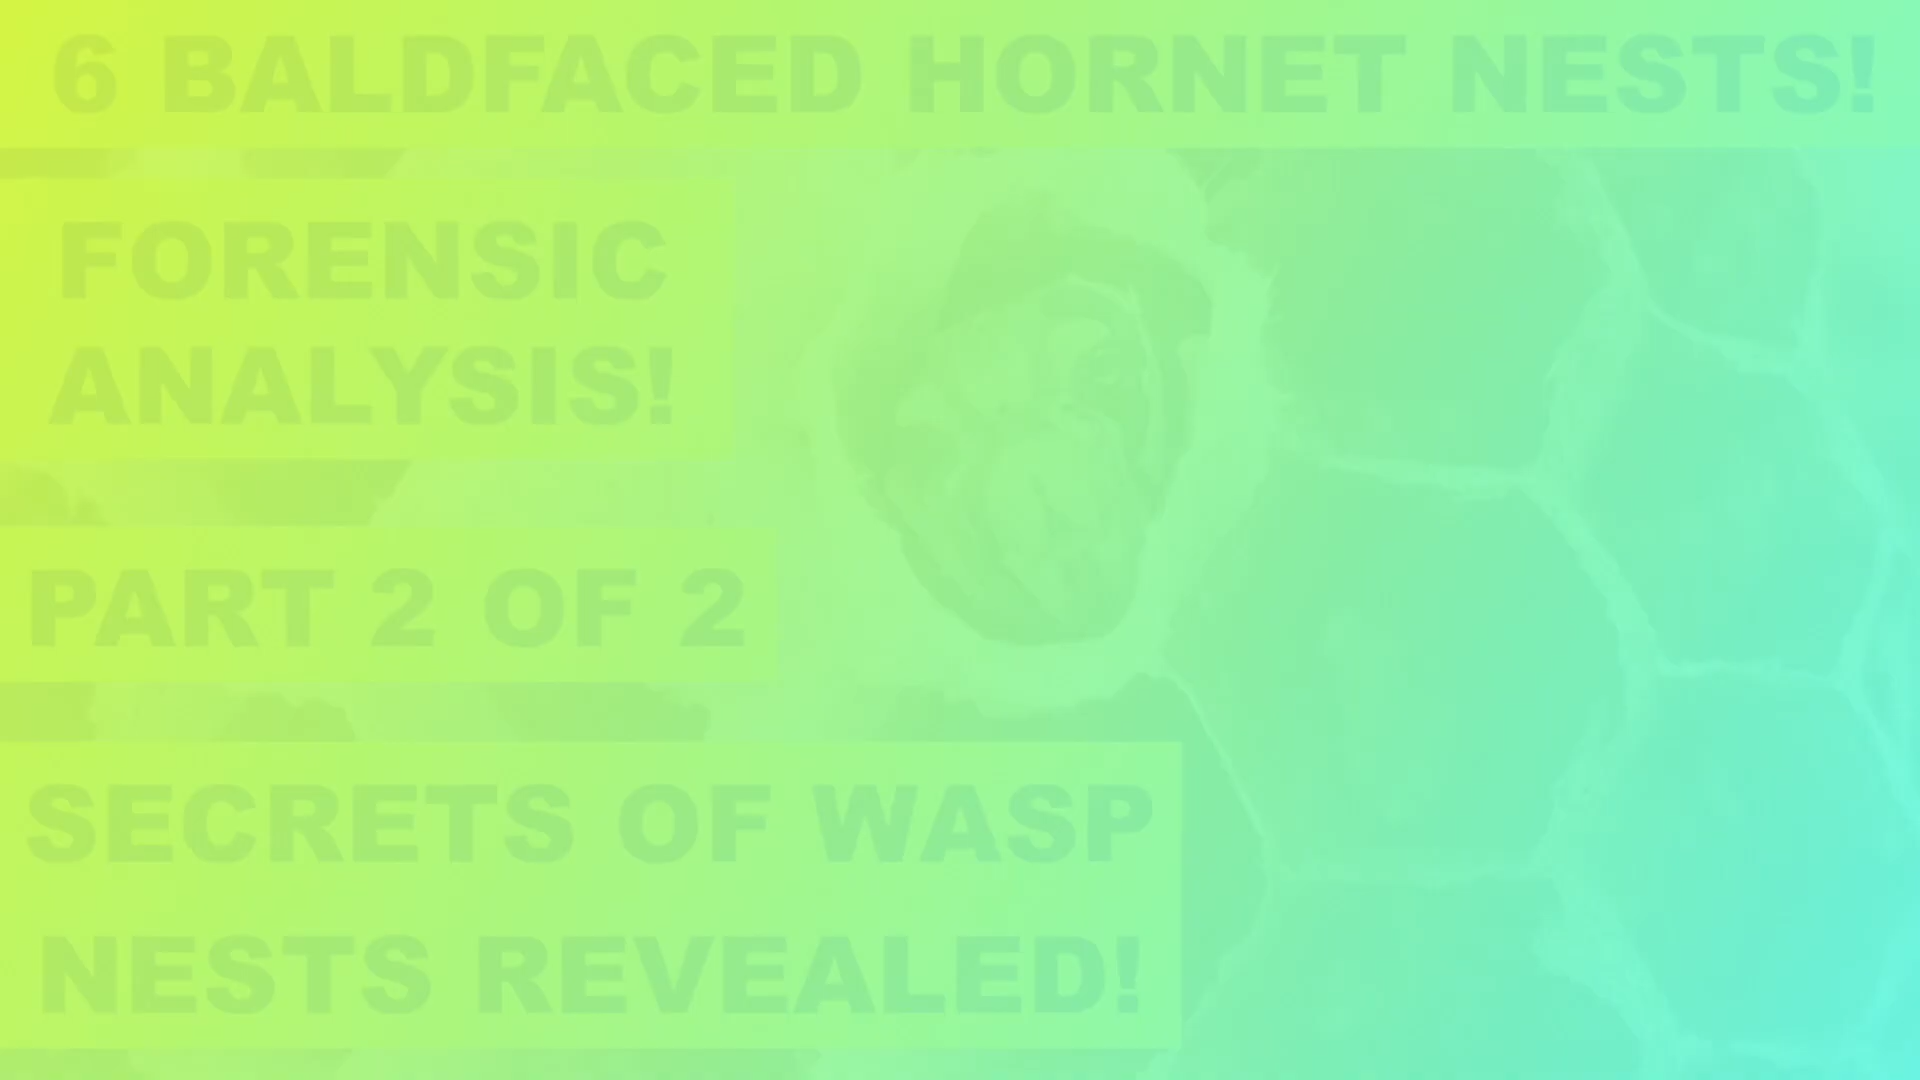 6 BALDFACED HORNET NESTS!
FORENSIC
ANALYSIS!
PART 2 OF 2
SECRETS OF WASP
NESTS REVEALED!